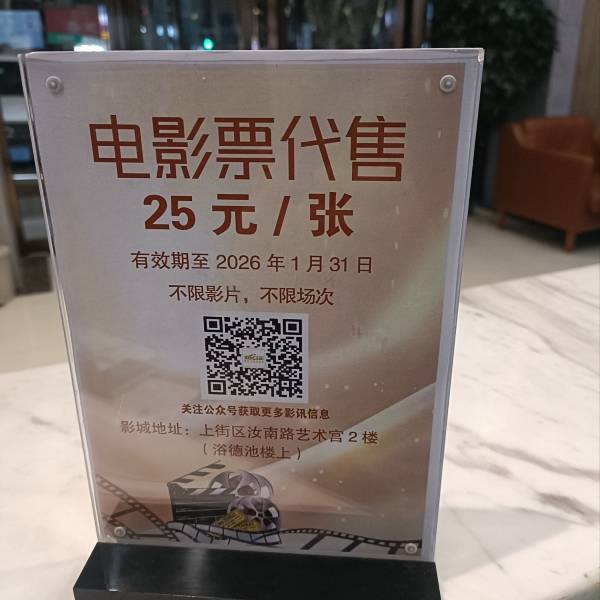 电影票代售
25 元 / 张
有效期至 2026 年 1 月 31 日
不限影片，不限场次
关注公众号获取更多影讯信息
影城地址：上街区汝南路艺术宫 2 楼
（浴德池楼上）